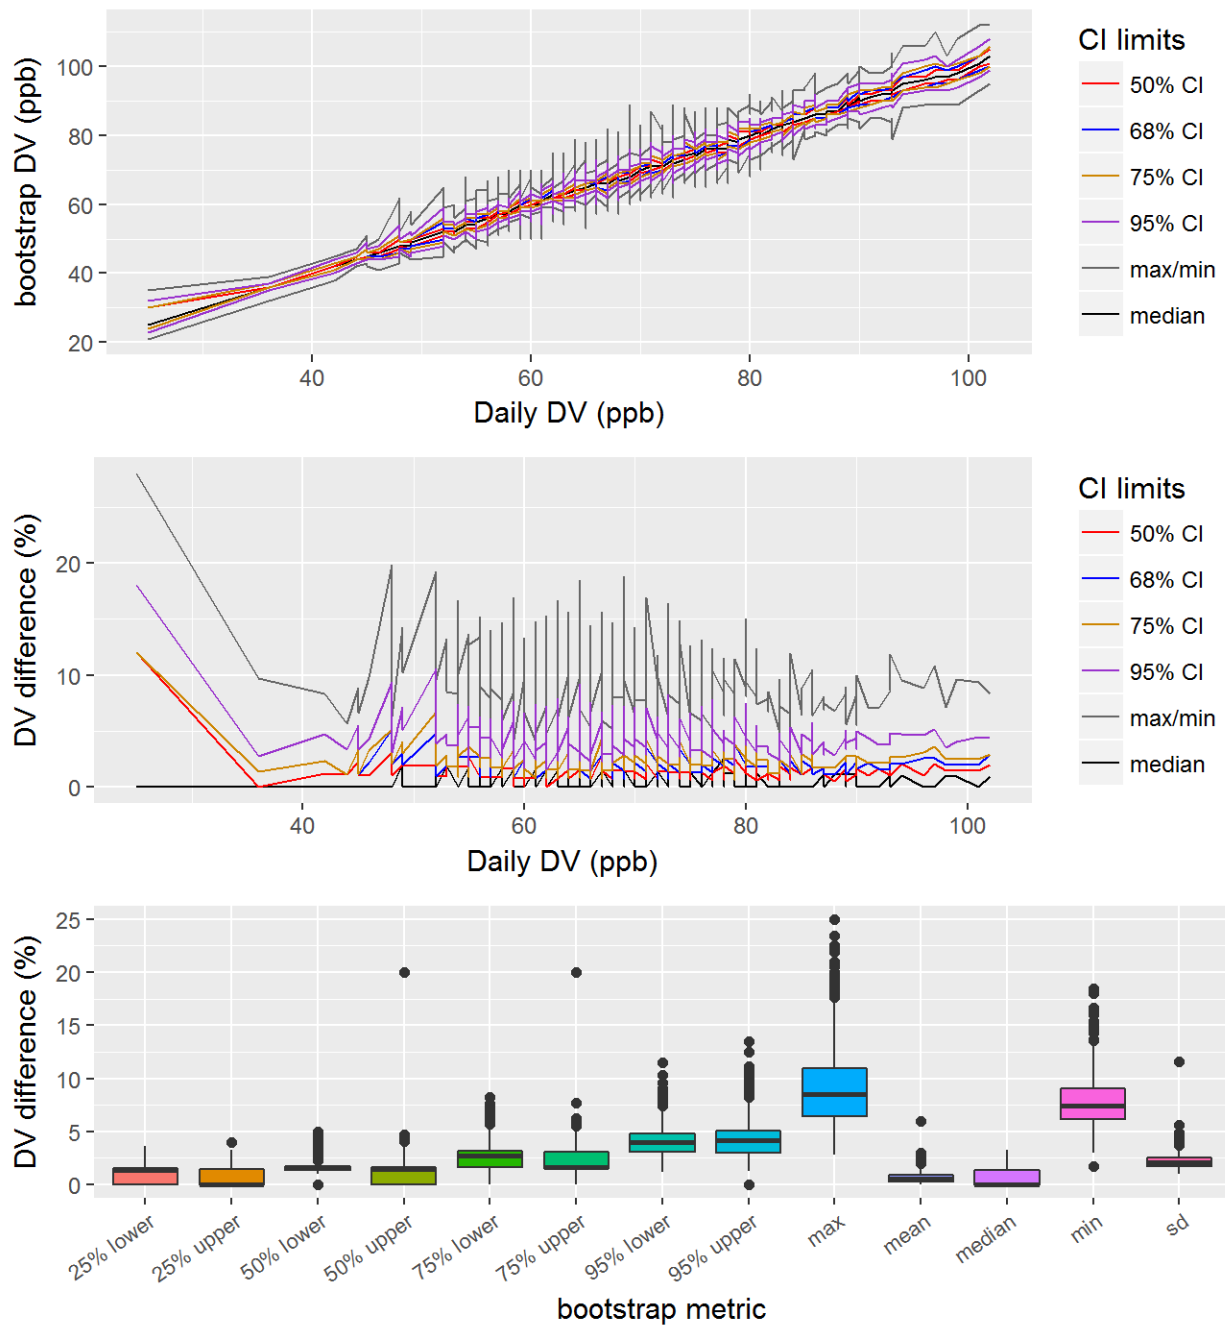 bootstrap DV (ppb)
100
80
60
40
20
40
60
80
100
Daily DV (ppb)
CI limits
50% CI
68% CI
75% CI
95% CI
max/min
median
DV difference (%)
20
10
0
40
60
80
100
Daily DV (ppb)
CI limits
50% CI
68% CI
75% CI
95% CI
max/min
median
DV difference (%)
25
20
15
10
5
0
25% lower
25% upper
50% lower
50% upper
75% lower
75% upper
95% lower
95% upper
max
mean
median
min
sd
bootstrap metric